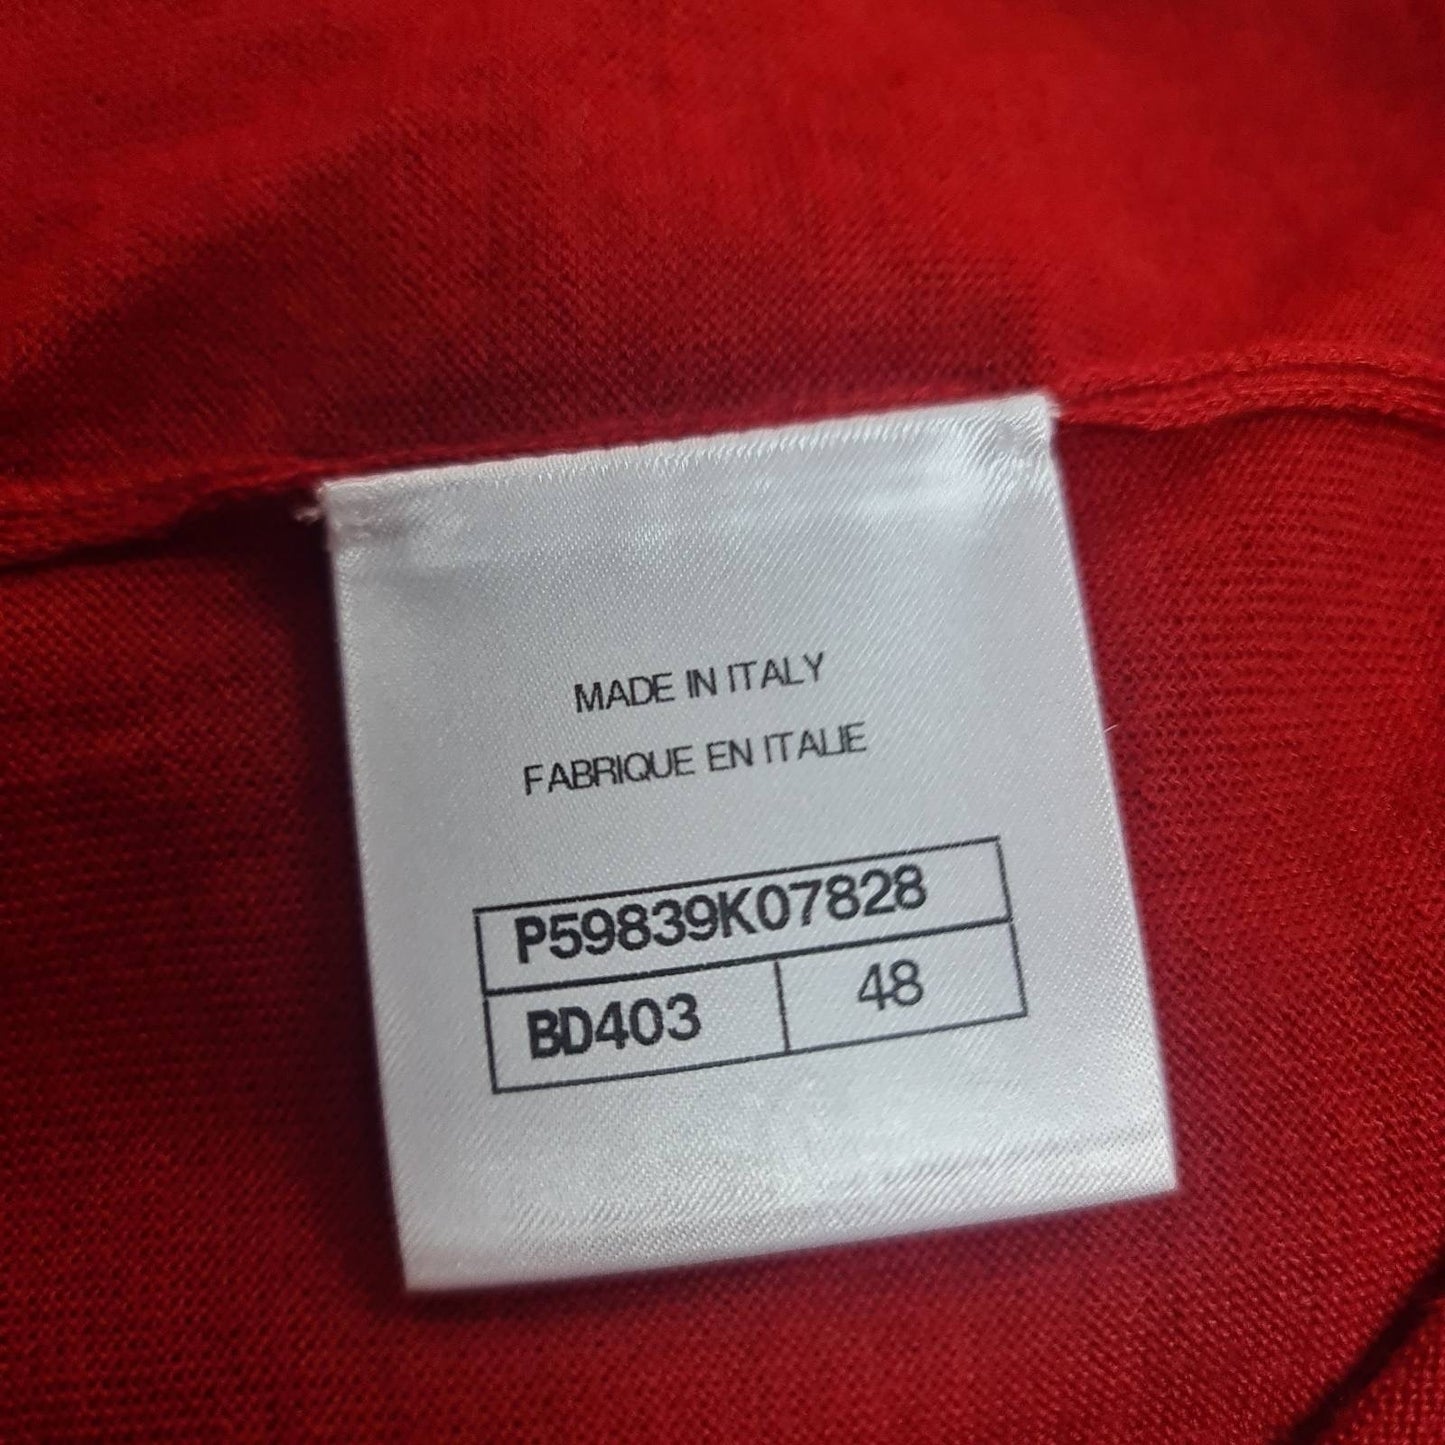 MADE IN ITALY
FABRIQUE EN ITALIE
P59839K07828
BD403 48